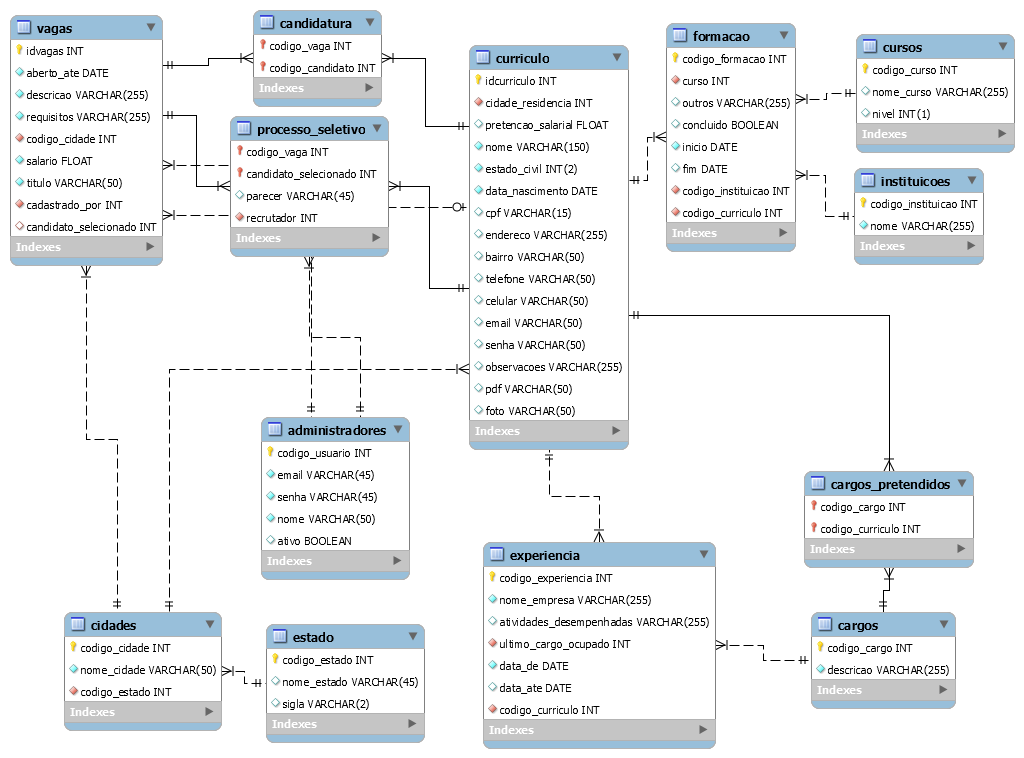 vagas
idvagas INT
aberto_ate DATE
descricao VARCHAR(255)
requisitos VARCHAR(255)
codigo_cidade INT
salario FLOAT
titulo VARCHAR(50)
cadastrado_por INT
candidato_selecionado INT
Indexes
candidatura
codigo_vaga INT
codigo_candidato INT
Indexes
processo_seletivo
codigo_vaga INT
candidato_selecionado INT
parecer VARCHAR(45)
recrutador INT
Indexes
curriculo
idcurriculo INT
cidade_residencia INT
pretencao_salarial FLOAT
nome VARCHAR(150)
estado_civil INT(2)
data_nascimento DATE
cpf VARCHAR(15)
endereco VARCHAR(255)
bairro VARCHAR(50)
telefone VARCHAR(50)
celular VARCHAR(50)
email VARCHAR(50)
senha VARCHAR(50)
observacoes VARCHAR(255)
pdf VARCHAR(50)
foto VARCHAR(50)
Indexes
formacao
codigo_formacao INT
curso INT
outros VARCHAR(255)
concluido BOOLEAN
inicio DATE
fim DATE
codigo_instituicao INT
codigo_curriculo INT
Indexes
cursos
codigo_curso INT
nome_curso VARCHAR(255)
nivel INT(1)
Indexes
instituicoes
codigo_instituicao INT
nome VARCHAR(255)
Indexes
administradores
codigo_usuario INT
email VARCHAR(45)
senha VARCHAR(45)
nome VARCHAR(50)
ativo BOOLEAN
Indexes
cargos_pretendidos
codigo_cargo INT
codigo_curriculo INT
Indexes
experiencia
codigo_experiencia INT
nome_empresa VARCHAR(255)
atividades_desempenhadas VARCHAR(255)
ultimo_cargo_ocupado INT
data_de DATE
data_ate DATE
codigo_curriculo INT
Indexes
cargos
codigo_cargo INT
descricao VARCHAR(255)
Indexes
cidades
codigo_cidade INT
nome_cidade VARCHAR(50)
codigo_estado INT
Indexes
estado
codigo_estado INT
nome_estado VARCHAR(45)
sigla VARCHAR(2)
Indexes